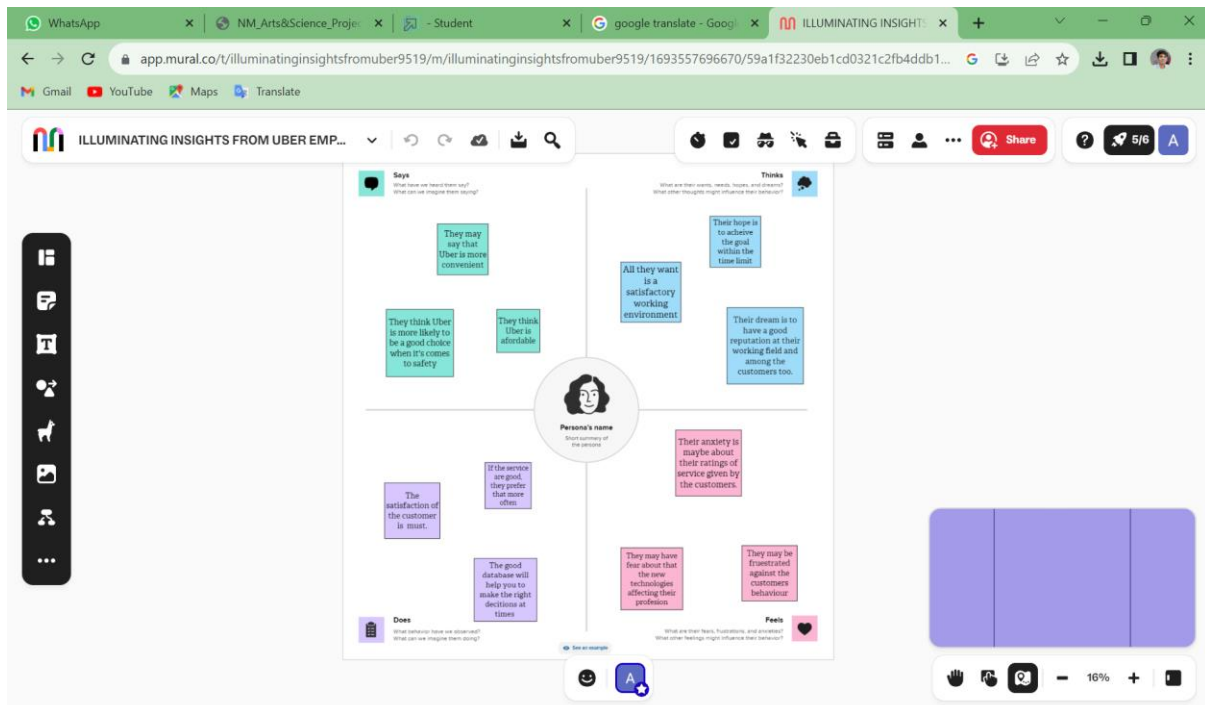 WhatsApp
NM_Arts&Science_Projec
- Student
google translate - Googl
ILLUMINATING INSIGHTS
app.mural.co/t/illuminatinginsightsfromuber9519/m/illuminatinginsightsfromuber9519/1693557696670/59a1f32230eb1cd0321c2fb4ddb1...
Gmail
YouTube
Maps
Translate
ILLUMINATING INSIGHTS FROM UBER EMP...
Share
5/6
A
Says
What have we heard them say?
What can we imagine them saying?
Thinks
What are their wants, needs, hopes, and dreams?
What other thoughts might influence their behavior?
They may
say that
Uber is more
convenient
They think Uber
is more likely to
be a good choice
when it's comes
to safety
They think
Uber is
afordable
Their hope is
to acheive
the goal
within the
time limit
All they want
is a
satisfactory
working
environment
Their dream is to
have a good
reputation at their
working field and
among the
customers too.
Persona's name
Short summary of
the persona
If the service
are good,
they prefer
that more
often
The
satisfaction of
the customer
is must.
The good
database will
help you to
make the right
decitions at
times
Their anxiety is
maybe about
their ratings of
service given by
the customers.
They may have
fear about that
the new
technologies
affecting their
profesion
They may be
fruestrated
against the
customers
behaviour
Does
What behavior have we observed?
What can we imagine them doing?
Feels
What are their fears, frustrations, and anxieties?
What other feelings might influence their behavior?
See an example
A
16%